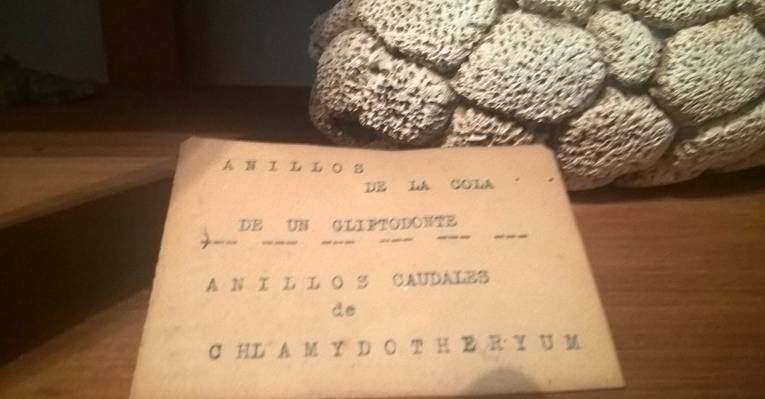 ANILLOS
DE LA COLA
DE UN GLIPTODONTE
ANILLOS CAUDALES
de
CHLAMYDOTHERYUM